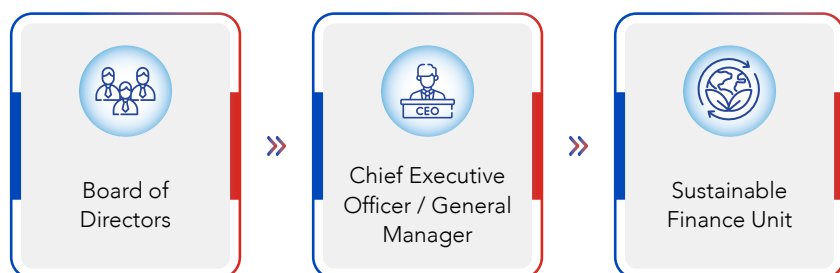 Board of
Directors
CEO
Chief Executive
Officer / General
Manager
Sustainable
Finance Unit